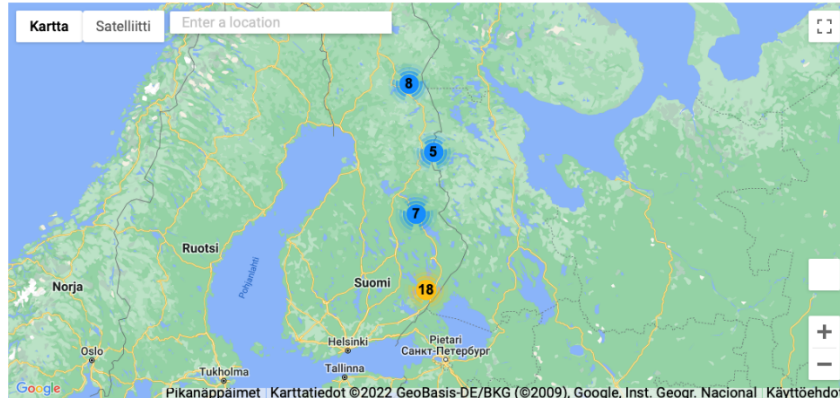 Kartta Satelliitti Enter a location
8
5
7
Ruotsi
Pohjanlahti
Norja
Suomi
18
Helsinki
Pietari
Санкт-Петербург
Oslo
Tukholma
Tallinna
Google
Pikanäppäimet Karttatiedot ©2022 GeoBasis-DE/BKG (©2009), Google, Inst. Geogr. Nacional Käyttöehdo